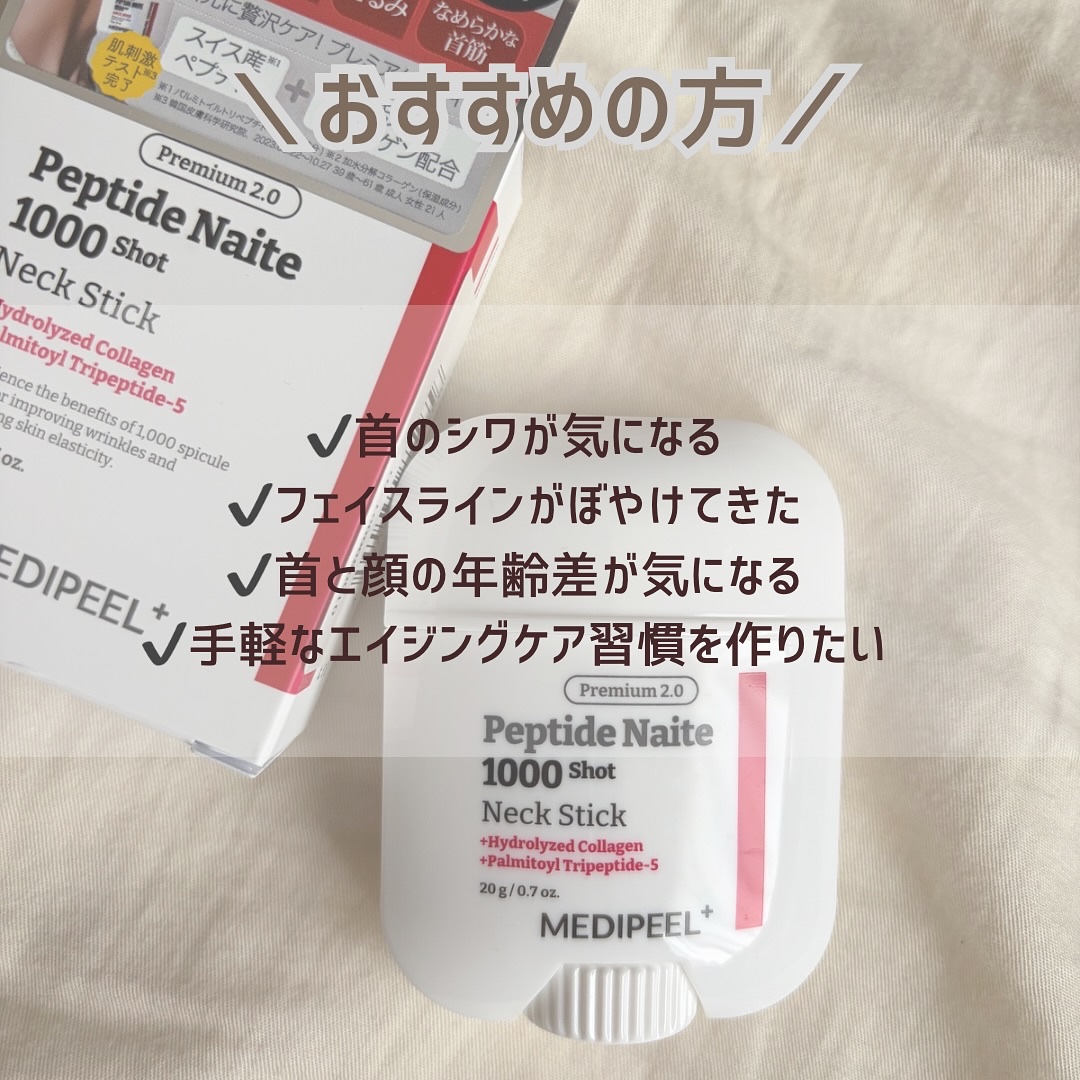 ＼おすすめの方／
✓首のシワが気になる
✓フェイスラインがぼやけてきた
✓首と顔の年齢差が気になる
✓手軽なエイジングケア習慣を作りたい
なめらかな
首筋
贅沢ケア！
肌刺激
テスト※3
完了
スイス産※1
+
ゲン配合
Premium 2.0
Peptide Naite
1000 Shot
Neck Stick
Collagen
Tripeptide-5
the benefits of 1,000 spicule
improving wrinkles and
skin elasticity.
oz.
Premium 2.0
Peptide Naite
1000 Shot
Neck Stick
+Hydrolyzed Collagen
+Palmitoyl Tripeptide-5
20 g / 0.7 oz.
MEDIPEEL+